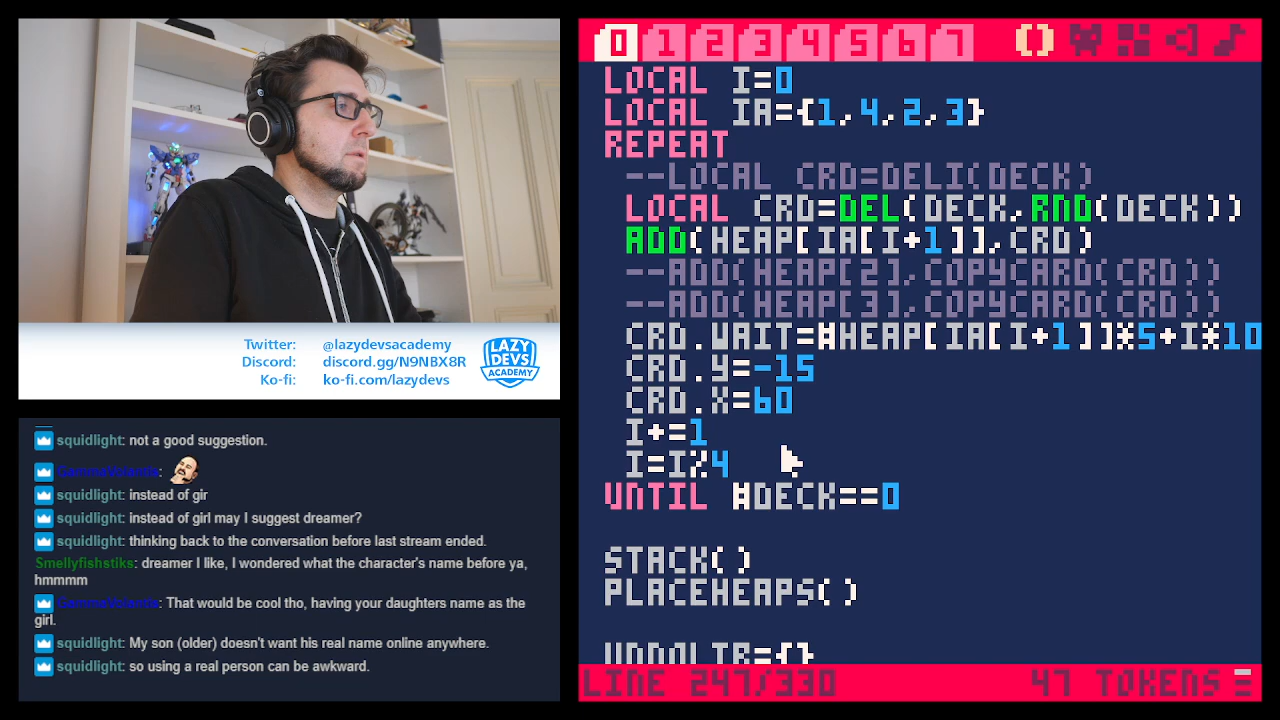 Twitter: @lazydevsacademy
Discord: discord.gg/N9NBX8R
Ko-fi: ko-fi.com/lazydevs
LAZY
DEVS
ACADEMY
squidlight: not a good suggestion.
GammaVolantis:
squidlight: instead of gir
squidlight: instead of girl may I suggest dreamer?
squidlight: thinking back to the conversation before last stream ended.
Smellyfishstiks: dreamer I like, I wondered what the character's name before ya,
hmmmm
GammaVolantis: That would be cool tho, having your daughters name as the
girl.
squidlight: My son (older) doesn't want his real name online anywhere.
squidlight: so using a real person can be awkward.
0 1 2 3 4 5 6 7 ()
LOCAL I=0
LOCAL IA={1,4,2,3}
REPEAT
--LOCAL CRD=DELI(DECK)
LOCAL CRD=DEL(DECK,RND(DECK))
ADD(HEAP[IA[I+1]],CRD)
--ADD(HEAP[2],COPYCARD(CRD))
--ADD(HEAP[3],COPYCARD(CRD))
CRD.WAIT=#HEAP[IA[I+1]]*5+I*10
CRD.Y=-15
CRD.X=60
I+=1
I=I%4
UNTIL #DECK==0
STACK()
PLACEHEAPS()
UNDOLTB={}
LINE 247/330 47 TOKENS